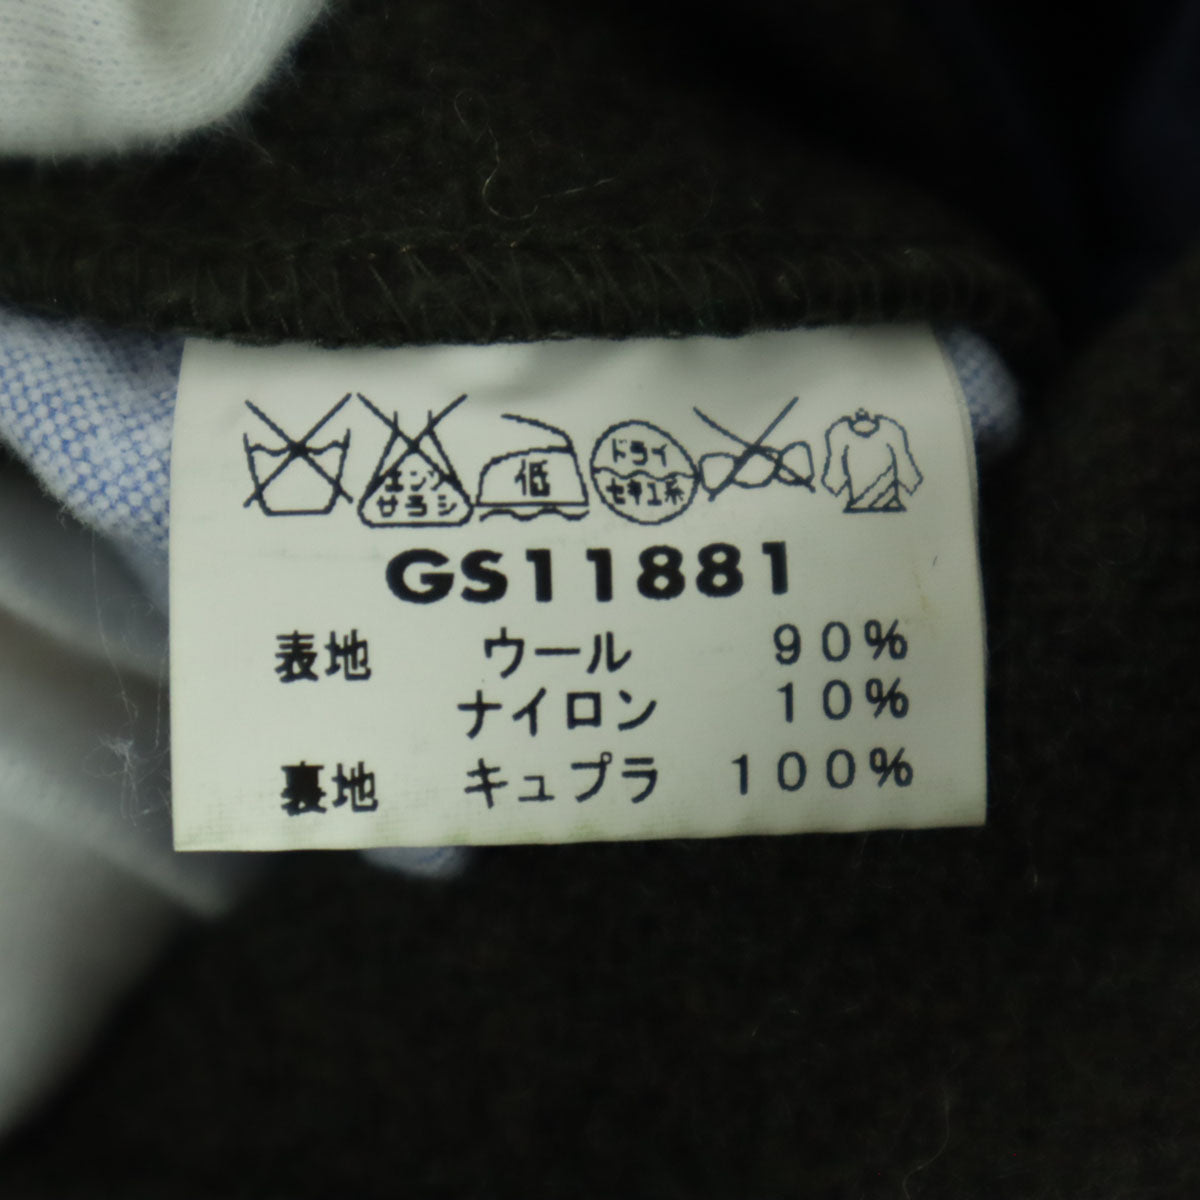 エンソ サラシ 低 ドライ セキユ系
GS11881
表地 ウール 90%
ナイロン 10%
裏地 キュプラ 100%